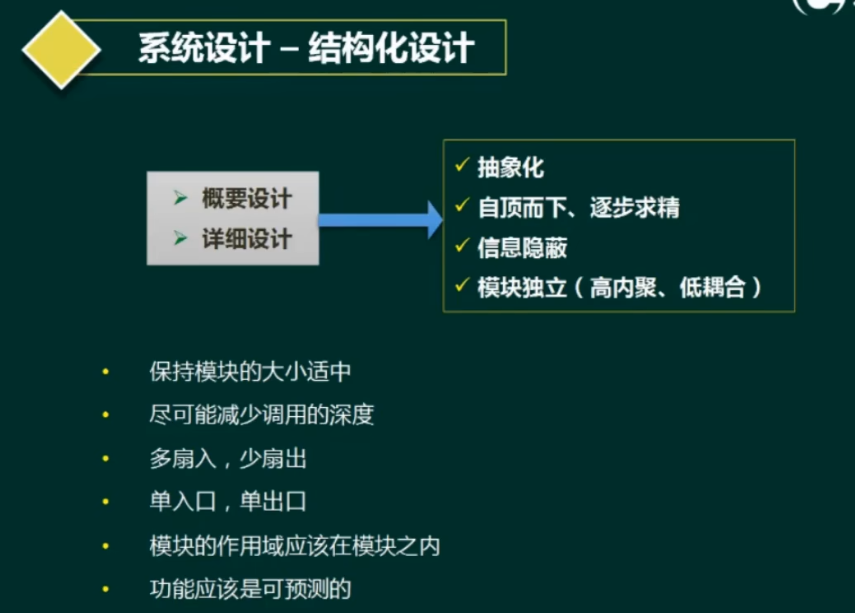 系统设计 – 结构化设计
概要设计
详细设计
抽象化
自顶而下、逐步求精
信息隐蔽
模块独立（高内聚、低耦合）
保持模块的大小适中
尽可能减少调用的深度
多扇入，少扇出
单入口，单出口
模块的作用域应该在模块之内
功能应该是可预测的